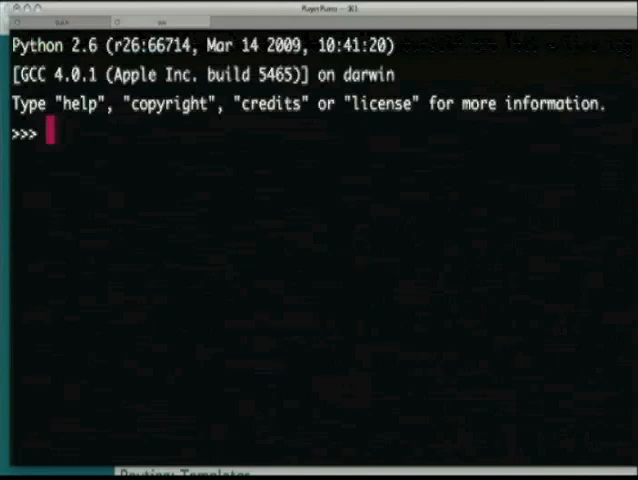 Python 2.6 (r26:66714, Mar 14 2009, 10:41:20)
[GCC 4.0.1 (Apple Inc. build 5465)] on darwin
Type "help", "copyright", "credits" or "license" for more information.
>>>